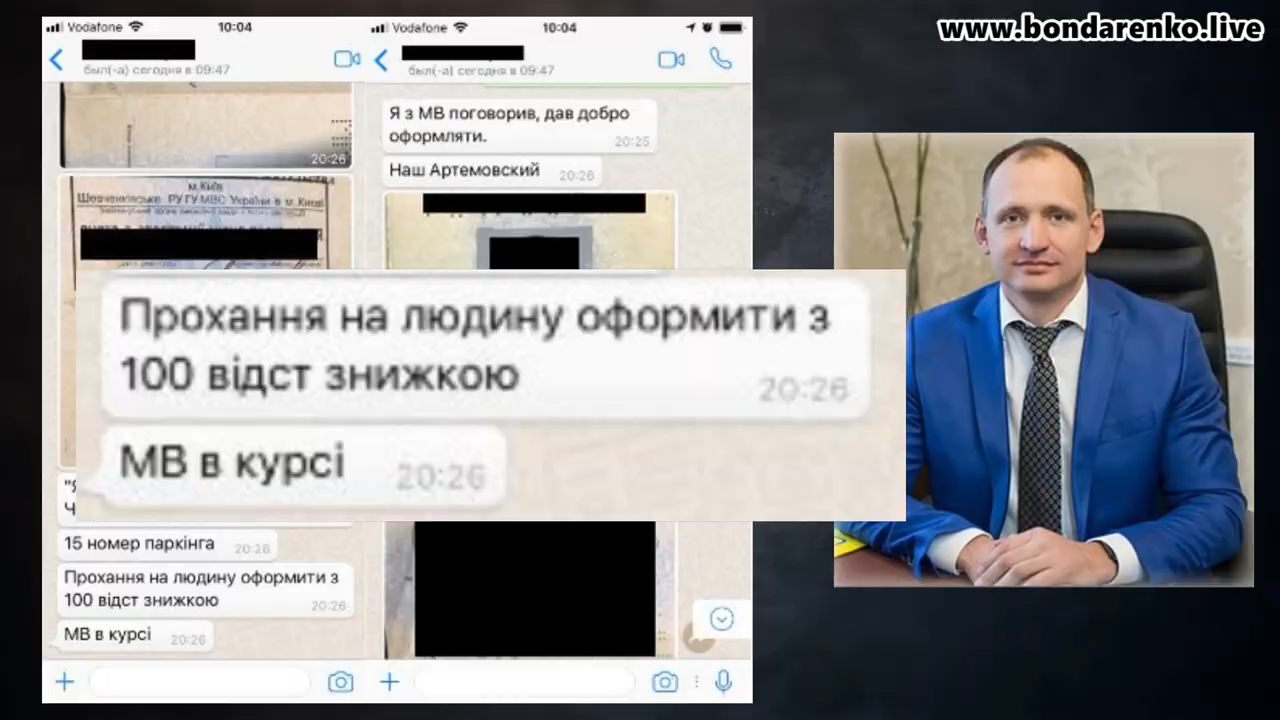 www.bondarenko.live
Vodafone
10:04
был(-а) сегодня в 09:47
20:26
м.Київ
Шевченківське РУ ГУ МВС України в м. Києві
15 номер паркінга
20:26
Прохання на людину оформити з
100 відст знижкою
20:26
МВ в курсі
20:26
Vodafone
10:04
был(-а) сегодня в 09:47
Я з МВ поговорив, дав добро
оформляти.
20:25
Наш Артемовский
20:26
Прохання на людину оформити з
100 відст знижкою
20:26
МВ в курсі
20:26